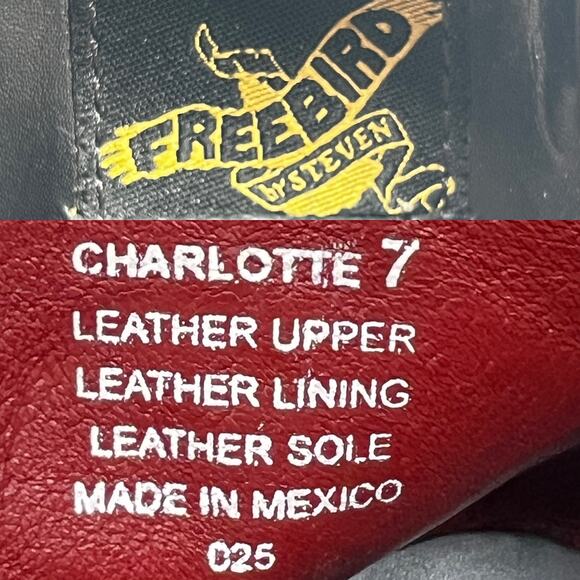 FREEBIRD
by STEVEN
CHARLOTTE 7
LEATHER UPPER
LEATHER LINING
LEATHER SOLE
MADE IN MEXICO
025